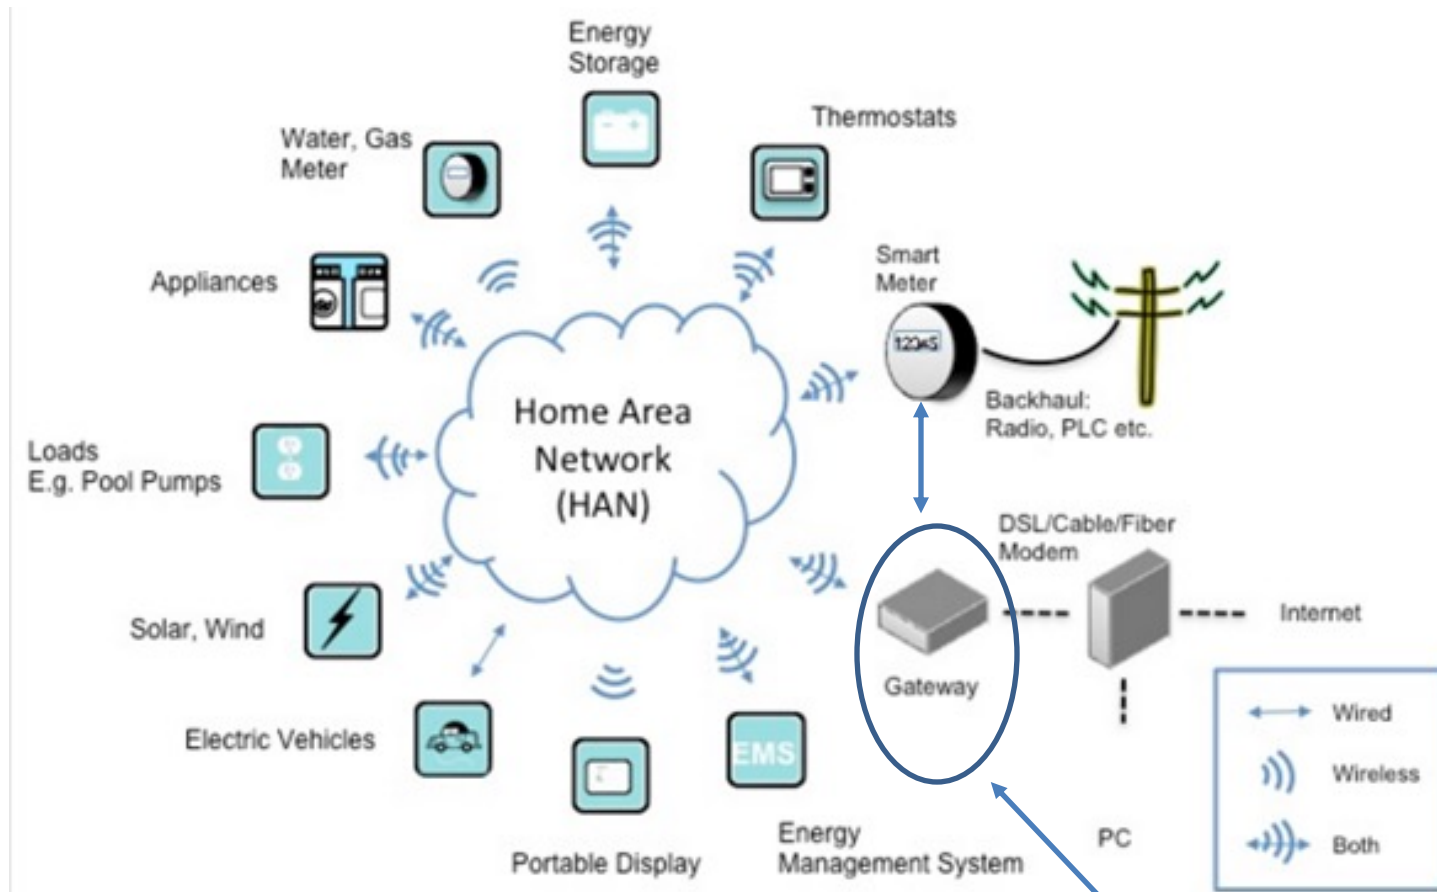 Energy
Storage
Thermostats
Water, Gas
Meter
Smart
Meter
Appliances
12345
Home Area
Network
(HAN)
Backhaul:
Radio, PLC etc.
Loads
E.g. Pool Pumps
DSL/Cable/Fiber
Modem
Solar, Wind
Internet
Gateway
Electric Vehicles
EMS
Wired
Wireless
Both
Energy
Management System
PC
Portable Display